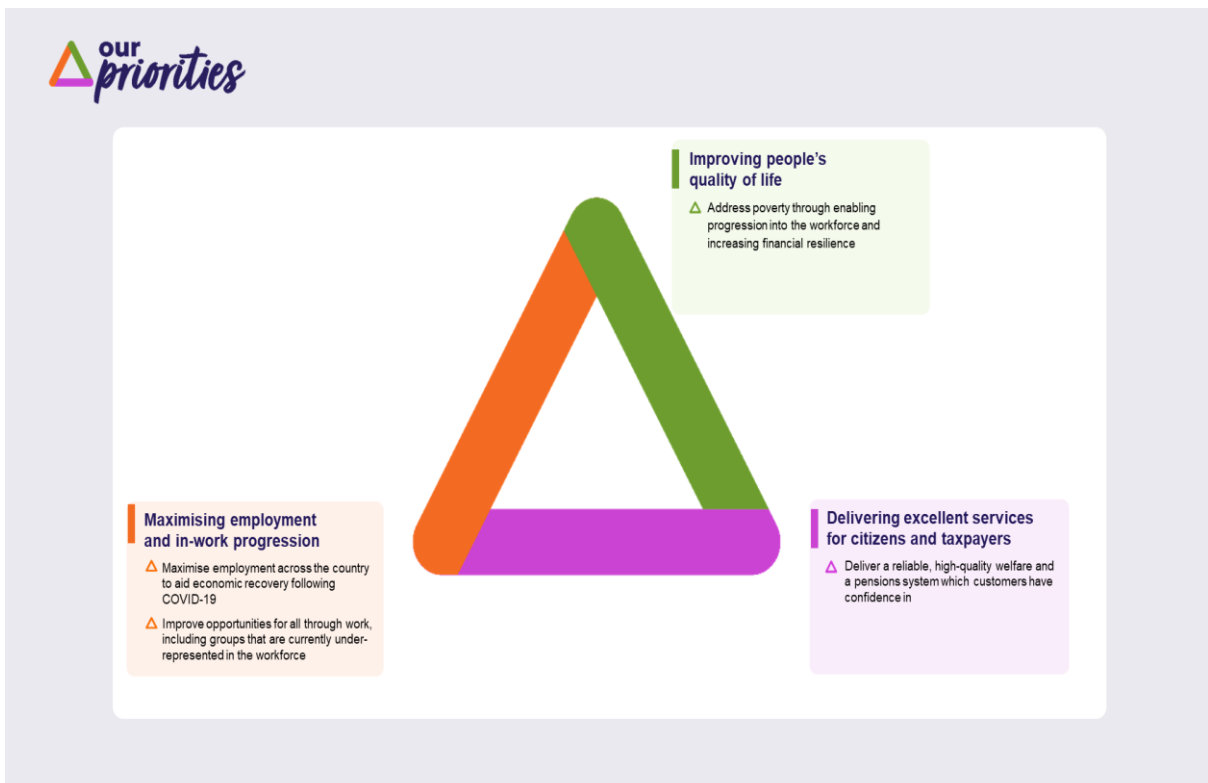 our
priorities
Improving people's
quality of life
Address poverty through enabling
progression into the workforce and
increasing financial resilience
Maximising employment
and in-work progression
Maximise employment across the country
to aid economic recovery following
COVID-19
Improve opportunities for all through work,
including groups that are currently under-
represented in the workforce
Delivering excellent services
for citizens and taxpayers
Deliver a reliable, high-quality welfare and
a pensions system which customers have
confidence in